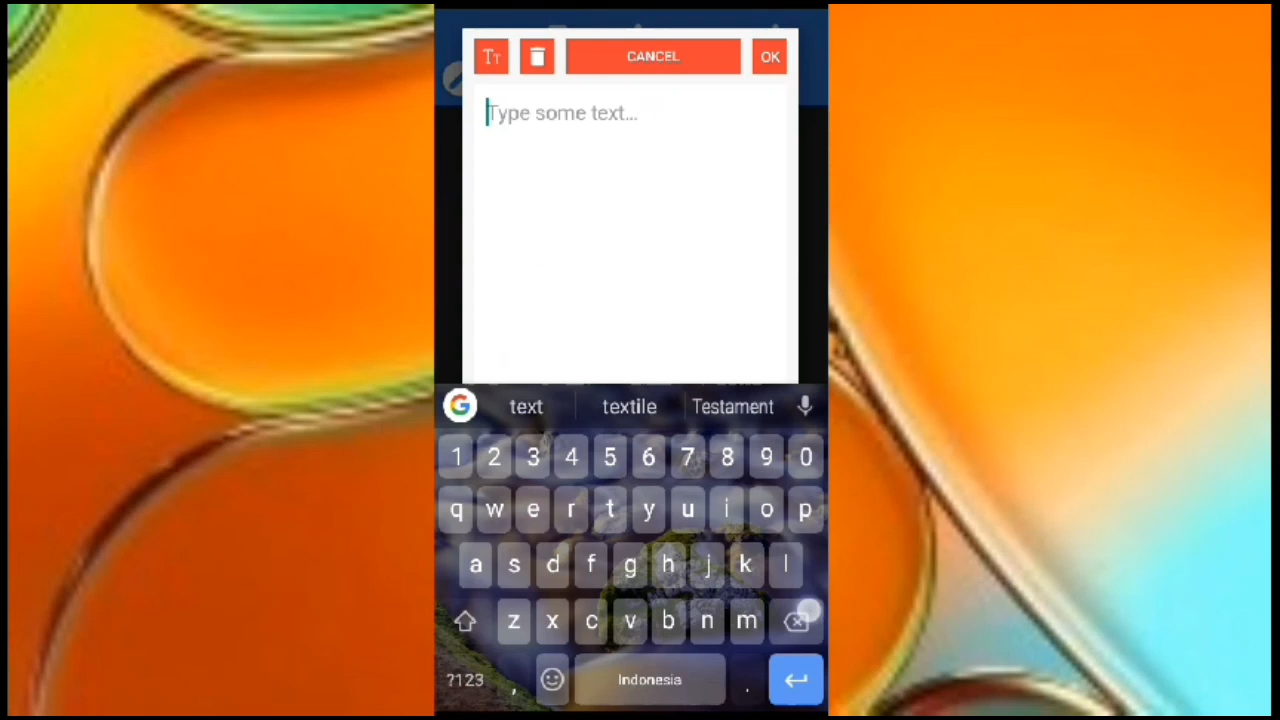 TT CANCEL OK
Type some text...
G text textile Testament
1 2 3 4 5 6 7 8 9 0
q w e r t y u i o p
a s d f g h j k l
z x c v b n m
?123 , Indonesia .